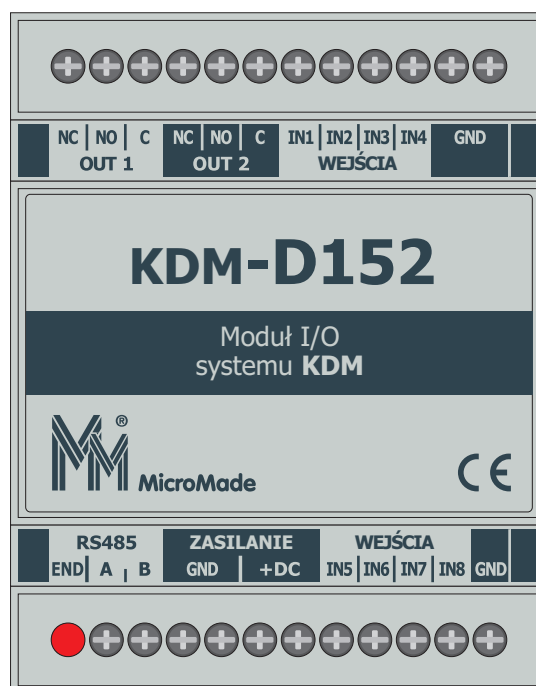 NC NO C NC NO C IN1 IN2 IN3 IN4 GND
OUT 1 OUT 2 WEJŚCIA
KDM-D152
Moduł I/O
systemu KDM
®
MicroMade
CE
RS485 ZASILANIE WEJŚCIA
END A B GND +DC IN5 IN6 IN7 IN8 GND